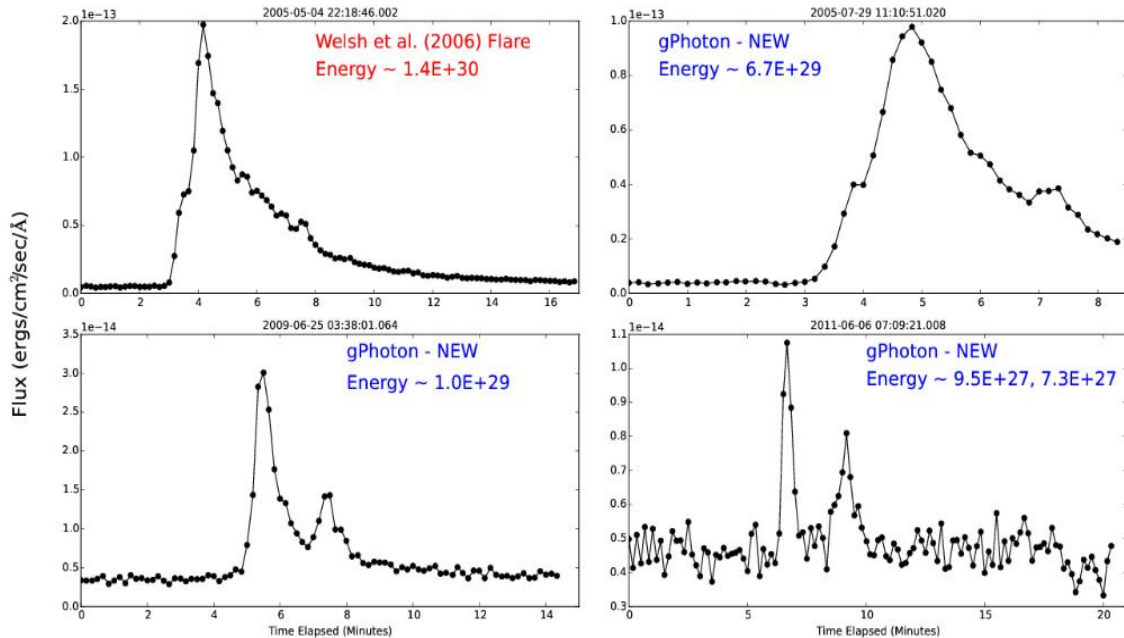 1e−13
2005-05-04 22:18:46.002
2.0
1.5
1.0
0.5
0.0
Welsh et al. (2006) Flare
Energy ~ 1.4E+30
0 2 4 6 8 10 12 14 16
1e−13
2005-07-29 11:10:51.020
1.0
0.8
0.6
0.4
0.2
0.0
gPhoton - NEW
Energy ~ 6.7E+29
0 1 2 3 4 5 6 7 8
Flux (ergs/cm²/sec/Å)
1e−14
2009-06-25 03:38:01.064
3.5
3.0
2.5
2.0
1.5
1.0
0.5
0.0
gPhoton - NEW
Energy ~ 1.0E+29
0 2 4 6 8 10 12 14
Time Elapsed (Minutes)
1e−14
2011-06-06 07:09:21.008
1.1
1.0
0.9
0.8
0.7
0.6
0.5
0.4
0.3
gPhoton - NEW
Energy ~ 9.5E+27, 7.3E+27
0 5 10 15 20
Time Elapsed (Minutes)